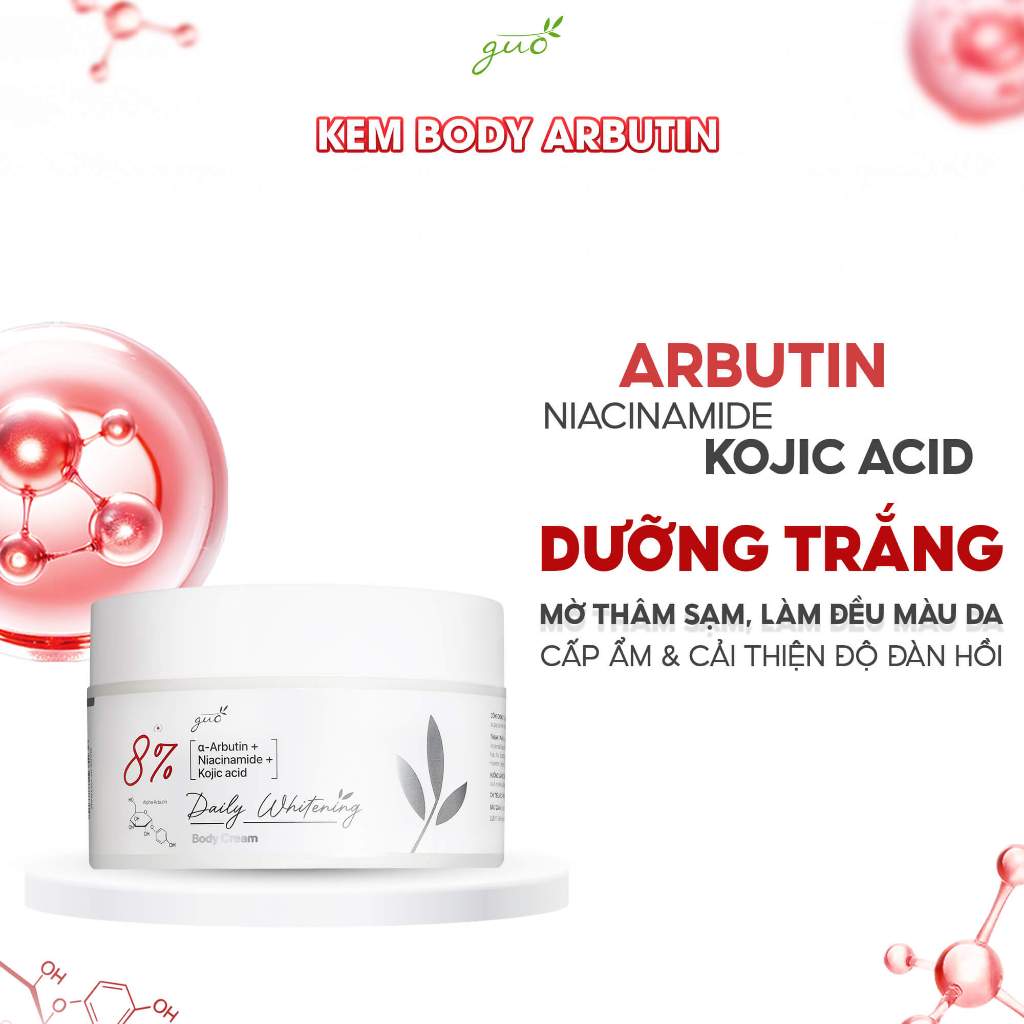 guo
KEM BODY ARBUTIN
ARBUTIN
NIACINAMIDE
KOJIC ACID
DƯỠNG TRẮNG
MỜ THÂM SẠM, LÀM ĐỀU MÀU DA
CẤP ẨM & CẢI THIỆN ĐỘ ĐÀN HỒI
guo
8%
α-Arbutin +
Niacinamide +
Kojic acid
Daily Whitening
Body Cream
OH
OH